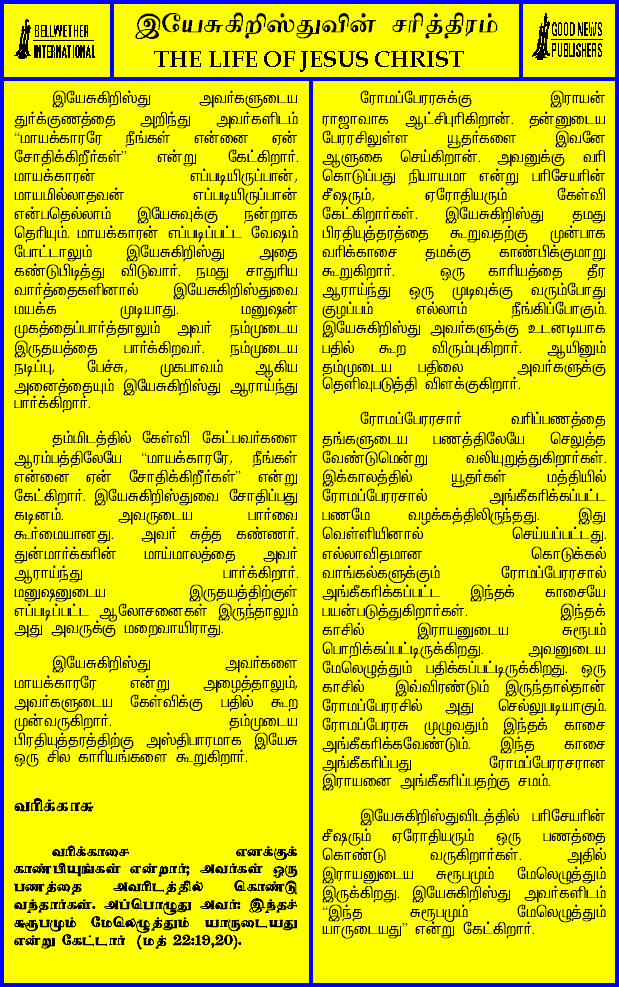 BELLWETHER
INTERNATIONAL
இயேசுகிறிஸ்துவின் சரித்திரம்
THE LIFE OF JESUS CHRIST
GOOD NEWS
PUBLISHERS
இயேசுகிறிஸ்து அவர்களுடைய
துர்க்குணத்தை அறிந்து அவர்களிடம்
“மாயக்காரரே நீங்கள் என்னை ஏன்
சோதிக்கிறீர்கள்” என்று கேட்கிறார்.
மாயக்காரன் எப்படியிருப்பான்,
மாயமில்லாதவன் எப்படியிருப்பான்
என்பதெல்லாம் இயேசுவுக்கு நன்றாக
தெரியும். மாயக்காரன் எப்படிப்பட்ட வேஷம்
போட்டாலும் இயேசுகிறிஸ்து அதை
கண்டுபிடித்து விடுவார். நமது சாதுரிய
வார்த்தைகளினால் இயேசுகிறிஸ்துவை
மயக்க முடியாது. மனுஷன்
முகத்தைப்பார்த்தாலும் அவர் நம்முடைய
இருதயத்தை பார்க்கிறவர். நம்முடைய
நடிப்பு, பேச்சு, முகபாவம் ஆகிய
அனைத்தையும் இயேசுகிறிஸ்து ஆராய்ந்து
பார்க்கிறார்.
தம்மிடத்தில் கேள்வி கேட்பவர்களை
ஆரம்பத்திலேயே “மாயக்காரரே, நீங்கள்
என்னை ஏன் சோதிக்கிறீர்கள்” என்று
கேட்கிறார். இயேசுகிறிஸ்துவை சோதிப்பது
கடினம். அவருடைய பார்வை
கூர்மையானது. அவர் சுத்த கண்ணர்.
துன்மார்க்கரின் மாய்மாலத்தை அவர்
ஆராய்ந்து பார்க்கிறார்.
மனுஷனுடைய இருதயத்திற்குள்
எப்படிப்பட்ட ஆலோசனைகள் இருந்தாலும்
அது அவருக்கு மறைவாயிராது.
இயேசுகிறிஸ்து அவர்களை
மாயக்காரரே என்று அழைத்தாலும்,
அவர்களுடைய கேள்விக்கு பதில் கூற
முன்வருகிறார். தம்முடைய
பிரதியுத்தரத்திற்கு அஸ்திபாரமாக இயேசு
ஒரு சில காரியங்களை கூறுகிறார்.
வரிக்காசு
வரிக்காசை எனக்குக்
காண்பியுங்கள் என்றார்; அவர்கள் ஒரு
பணத்தை அவரிடத்தில் கொண்டு
வந்தார்கள். அப்பொழுது அவர்: இந்தச்
சுரூபமும் மேலெழுத்தும் யாருடையது
என்று கேட்டார் (மத் 22:19,20).
ரோமப்பேரரசுக்கு இராயன்
ராஜாவாக ஆட்சிபுரிகிறான். தன்னுடைய
பேரரசிலுள்ள யூதர்களை இவனே
ஆளுகை செய்கிறான். அவனுக்கு வரி
கொடுப்பது நியாயமா என்று பரிசேயரின்
சீஷரும், ஏரோதியரும் கேள்வி
கேட்கிறார்கள். இயேசுகிறிஸ்து தமது
பிரதியுத்தரத்தை கூறுவதற்கு முன்பாக
வரிக்காசை தமக்கு காண்பிக்குமாறு
கூறுகிறார். ஒரு காரியத்தை தீர
ஆராய்ந்து ஒரு முடிவுக்கு வரும்போது
குழப்பம் எல்லாம் நீங்கிப்போகும்.
இயேசுகிறிஸ்து அவர்களுக்கு உடனடியாக
பதில் கூற விரும்புகிறார். ஆயினும்
தம்முடைய பதிலை அவர்களுக்கு
தெளிவுபடுத்தி விளக்குகிறார்.
ரோமப்பேரரசார் வரிப்பணத்தை
தங்களுடைய பணத்திலேயே செலுத்த
வேண்டுமென்று வலியுறுத்துகிறார்கள்.
இக்காலத்தில் யூதர்கள் மத்தியில்
ரோமப்பேரரசால் அங்கீகரிக்கப்பட்ட
பணமே வழக்கத்திலிருந்தது. இது
வெள்ளியினால் செய்யப்பட்டது.
எல்லாவிதமான கொடுக்கல்
வாங்கல்களுக்கும் ரோமப்பேரரசால்
அங்கீகரிக்கப்பட்ட இந்தக் காசையே
பயன்படுத்துகிறார்கள். இந்தக்
காசில் இராயனுடைய சுரூபம்
பொறிக்கப்பட்டிருக்கிறது. அவனுடைய
மேலெழுத்தும் பதிக்கப்பட்டிருக்கிறது. ஒரு
காசில் இவ்விரண்டும் இருந்தால்தான்
ரோமப்பேரரசில் அது செல்லுபடியாகும்.
ரோமப்பேரரசு முழுவதும் இந்தக் காசை
அங்கீகரிக்கவேண்டும். இந்த காசை
அங்கீகரிப்பது ரோமப்பேரரசரான
இராயனை அங்கீகரிப்பதற்கு சமம்.
இயேசுகிறிஸ்துவிடத்தில் பரிசேயரின்
சீஷரும் ஏரோதியரும் ஒரு பணத்தை
கொண்டு வருகிறார்கள். அதில்
இராயனுடைய சுரூபமும் மேலெழுத்தும்
இருக்கிறது. இயேசுகிறிஸ்து அவர்களிடம்
“இந்த சுரூபமும் மேலெழுத்தும்
யாருடையது” என்று கேட்கிறார்.